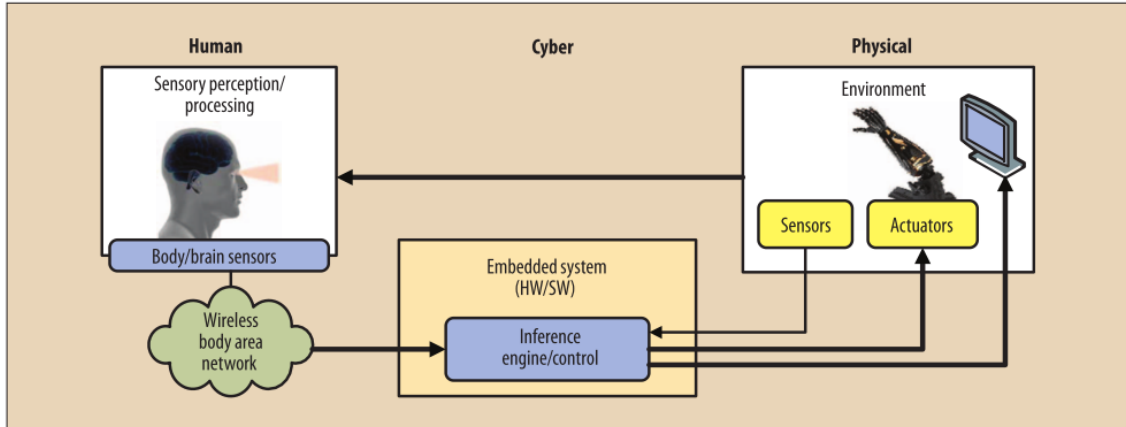 Human
Cyber
Physical
Sensory perception/
processing
Environment
Sensors
Actuators
Body/brain sensors
Embedded system
(HW/SW)
Wireless
body area
network
Inference
engine/control